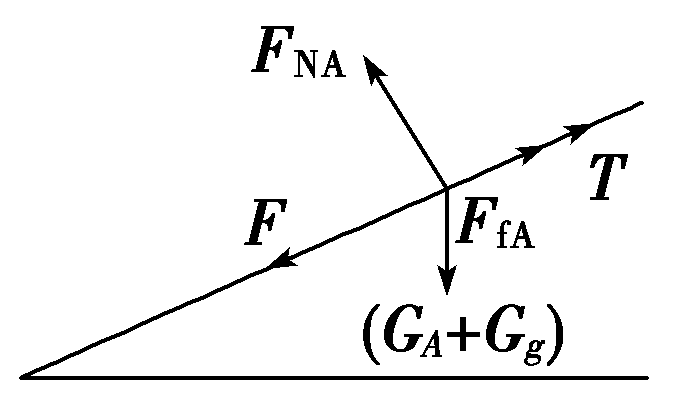 F_NA
T
F
F_fA
(G_A+G_g)